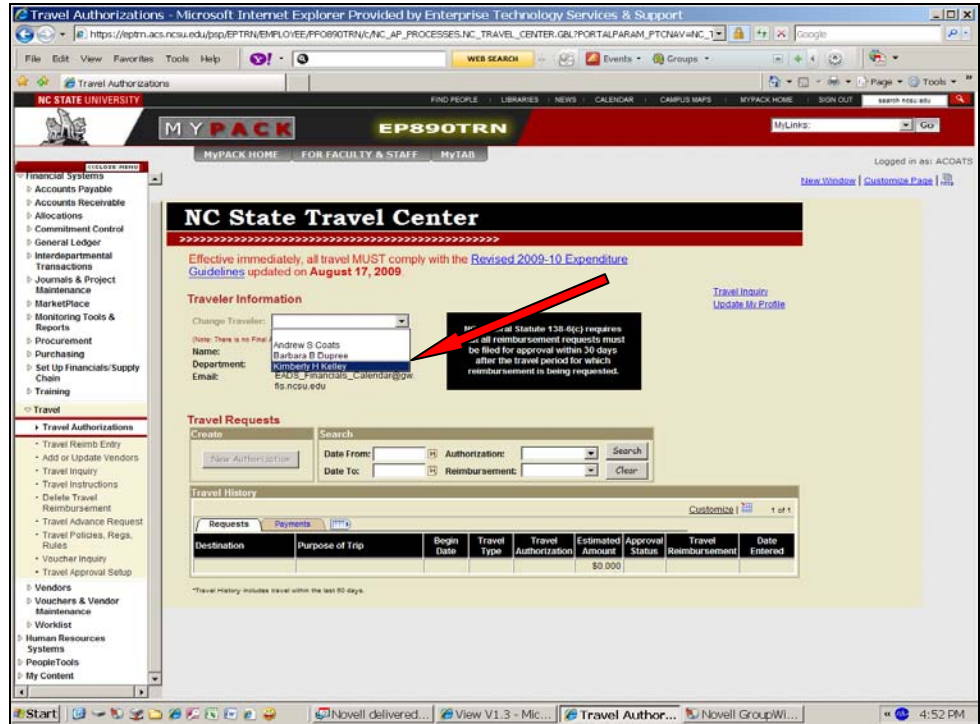 Travel Authorizations - Microsoft Internet Explorer Provided by Enterprise Technology Services & Support
https://eptrn.acs.ncsu.edu/psp/EPTRN/EMPLOYEE/PFO890TRN/c/NC_AP_PROCESSES.NC_TRAVEL_CENTER.GBL?PORTALPARAM_PTCNAV=NC_T
Google
File Edit View Favorites Tools Help
WEB SEARCH
Events
Groups
Travel Authorizations
Page Tools
NC STATE UNIVERSITY
FIND PEOPLE LIBRARIES NEWS CALENDAR CAMPUS MAPS MYPACK HOME SIGN OUT
search ncsu.edu
MYPACK
EP890TRN
MyLinks:
Go
MyPACK HOME FOR FACULTY & STAFF MyTAB
Logged in as: ACOATS
New Window | Customize Page |
CLOSE MENU
Financial Systems
Accounts Payable
Accounts Receivable
Allocations
Commitment Control
General Ledger
Interdepartmental
Transactions
Journals & Project
Maintenance
MarketPlace
Monitoring Tools &
Reports
Procurement
Purchasing
Set Up Financials/Supply
Chain
Training
Travel
Travel Authorizations
Travel Reimb Entry
Add or Update Vendors
Travel Inquiry
Travel Instructions
Delete Travel
Reimbursement
Travel Advance Request
Travel Policies, Regs,
Rules
Voucher Inquiry
Travel Approval Setup
Vendors
Vouchers & Vendor
Maintenance
Worklist
Human Resources
Systems
PeopleTools
My Content
NC State Travel Center
>>>>>>>>>>>>>>>>>>>>>>>>>>>>>>>>>>>>>>>>>>>>>>>>
Effective immediately, all travel MUST comply with the Revised 2009-10 Expenditure
Guidelines updated on August 17, 2009
Traveler Information
Travel Inquiry
Update My Profile
Change Traveler:
(Note: There is no Final
Andrew S Coats
Barbara B Dupree
Kimberly H Kelley
Name:
Department:
Email:
EADS_Financials_Calendar@gw.
fis.ncsu.edu
Statute 138-6(c) requires
all reimbursement requests must
be filed for approval within 30 days
after the travel period for which
reimbursement is being requested.
Travel Requests
Create
New Authorization
Search
Date From:
Authorization:
Search
Date To:
Reimbursement:
Clear
Travel History
Customize | 1 of 1
Requests Payments
Destination Purpose of Trip Begin Date Travel Type Travel Authorization Estimated Amount Approval Status Travel Reimbursement Date Entered
$0.000
*Travel History includes travel within the last 60 days.
Start
Novell delivered...
View V1.3 - Mic...
Travel Author...
Novell GroupWi...
4:52 PM